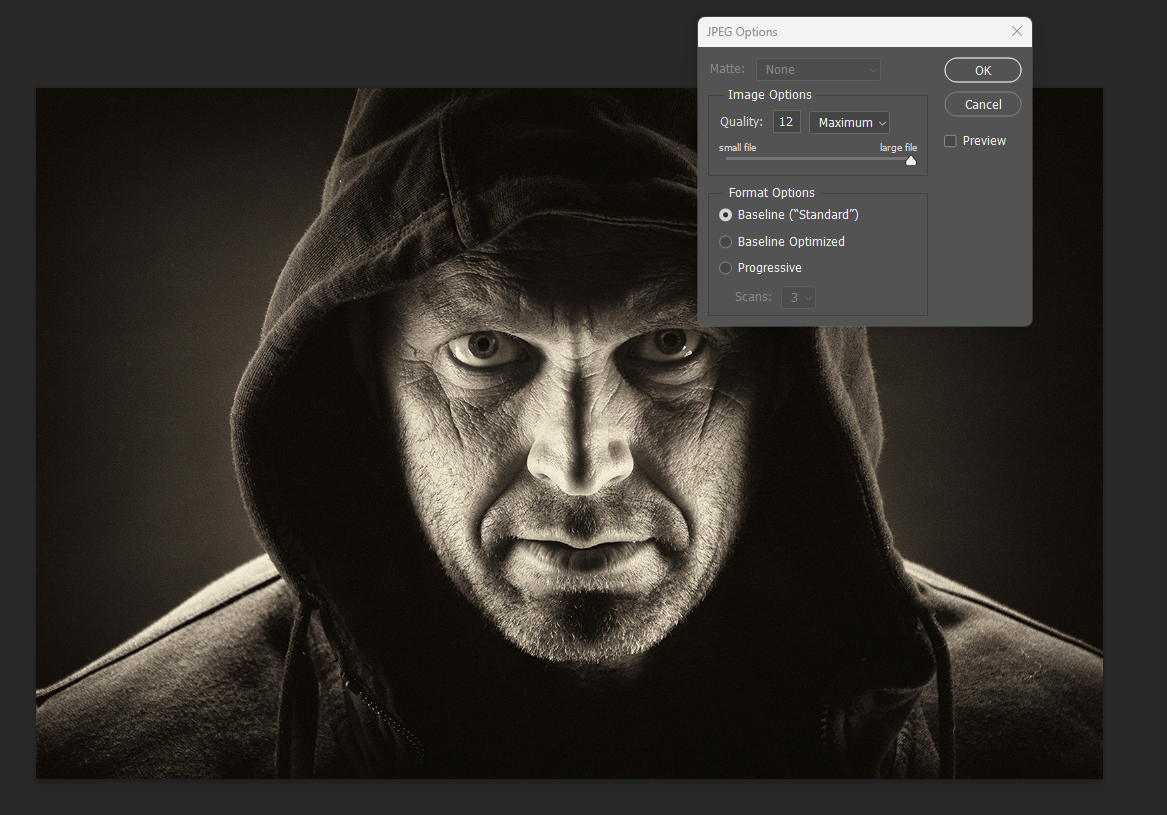 JPEG Options
Matte: None
OK
Image Options
Cancel
Quality: 12 Maximum
Preview
small file large file
Format Options
Baseline (“Standard”)
Baseline Optimized
Progressive
Scans: 3